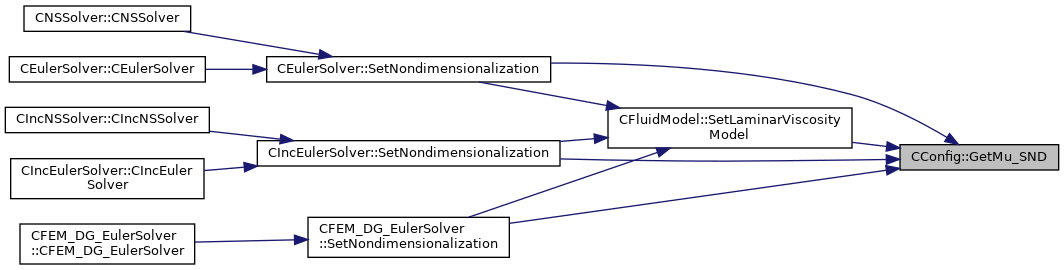 CNSSolver::CNSSolver
CEulerSolver::CEulerSolver
CEulerSolver::SetNondimensionalization
CIncNSSolver::CIncNSSolver
CFluidModel::SetLaminarViscosity
Model
CIncEulerSolver::SetNondimensionalization
CConfig::GetMu_SND
CIncEulerSolver::CIncEuler
Solver
CFEM_DG_EulerSolver
::SetNondimensionalization
CFEM_DG_EulerSolver
::CFEM_DG_EulerSolver